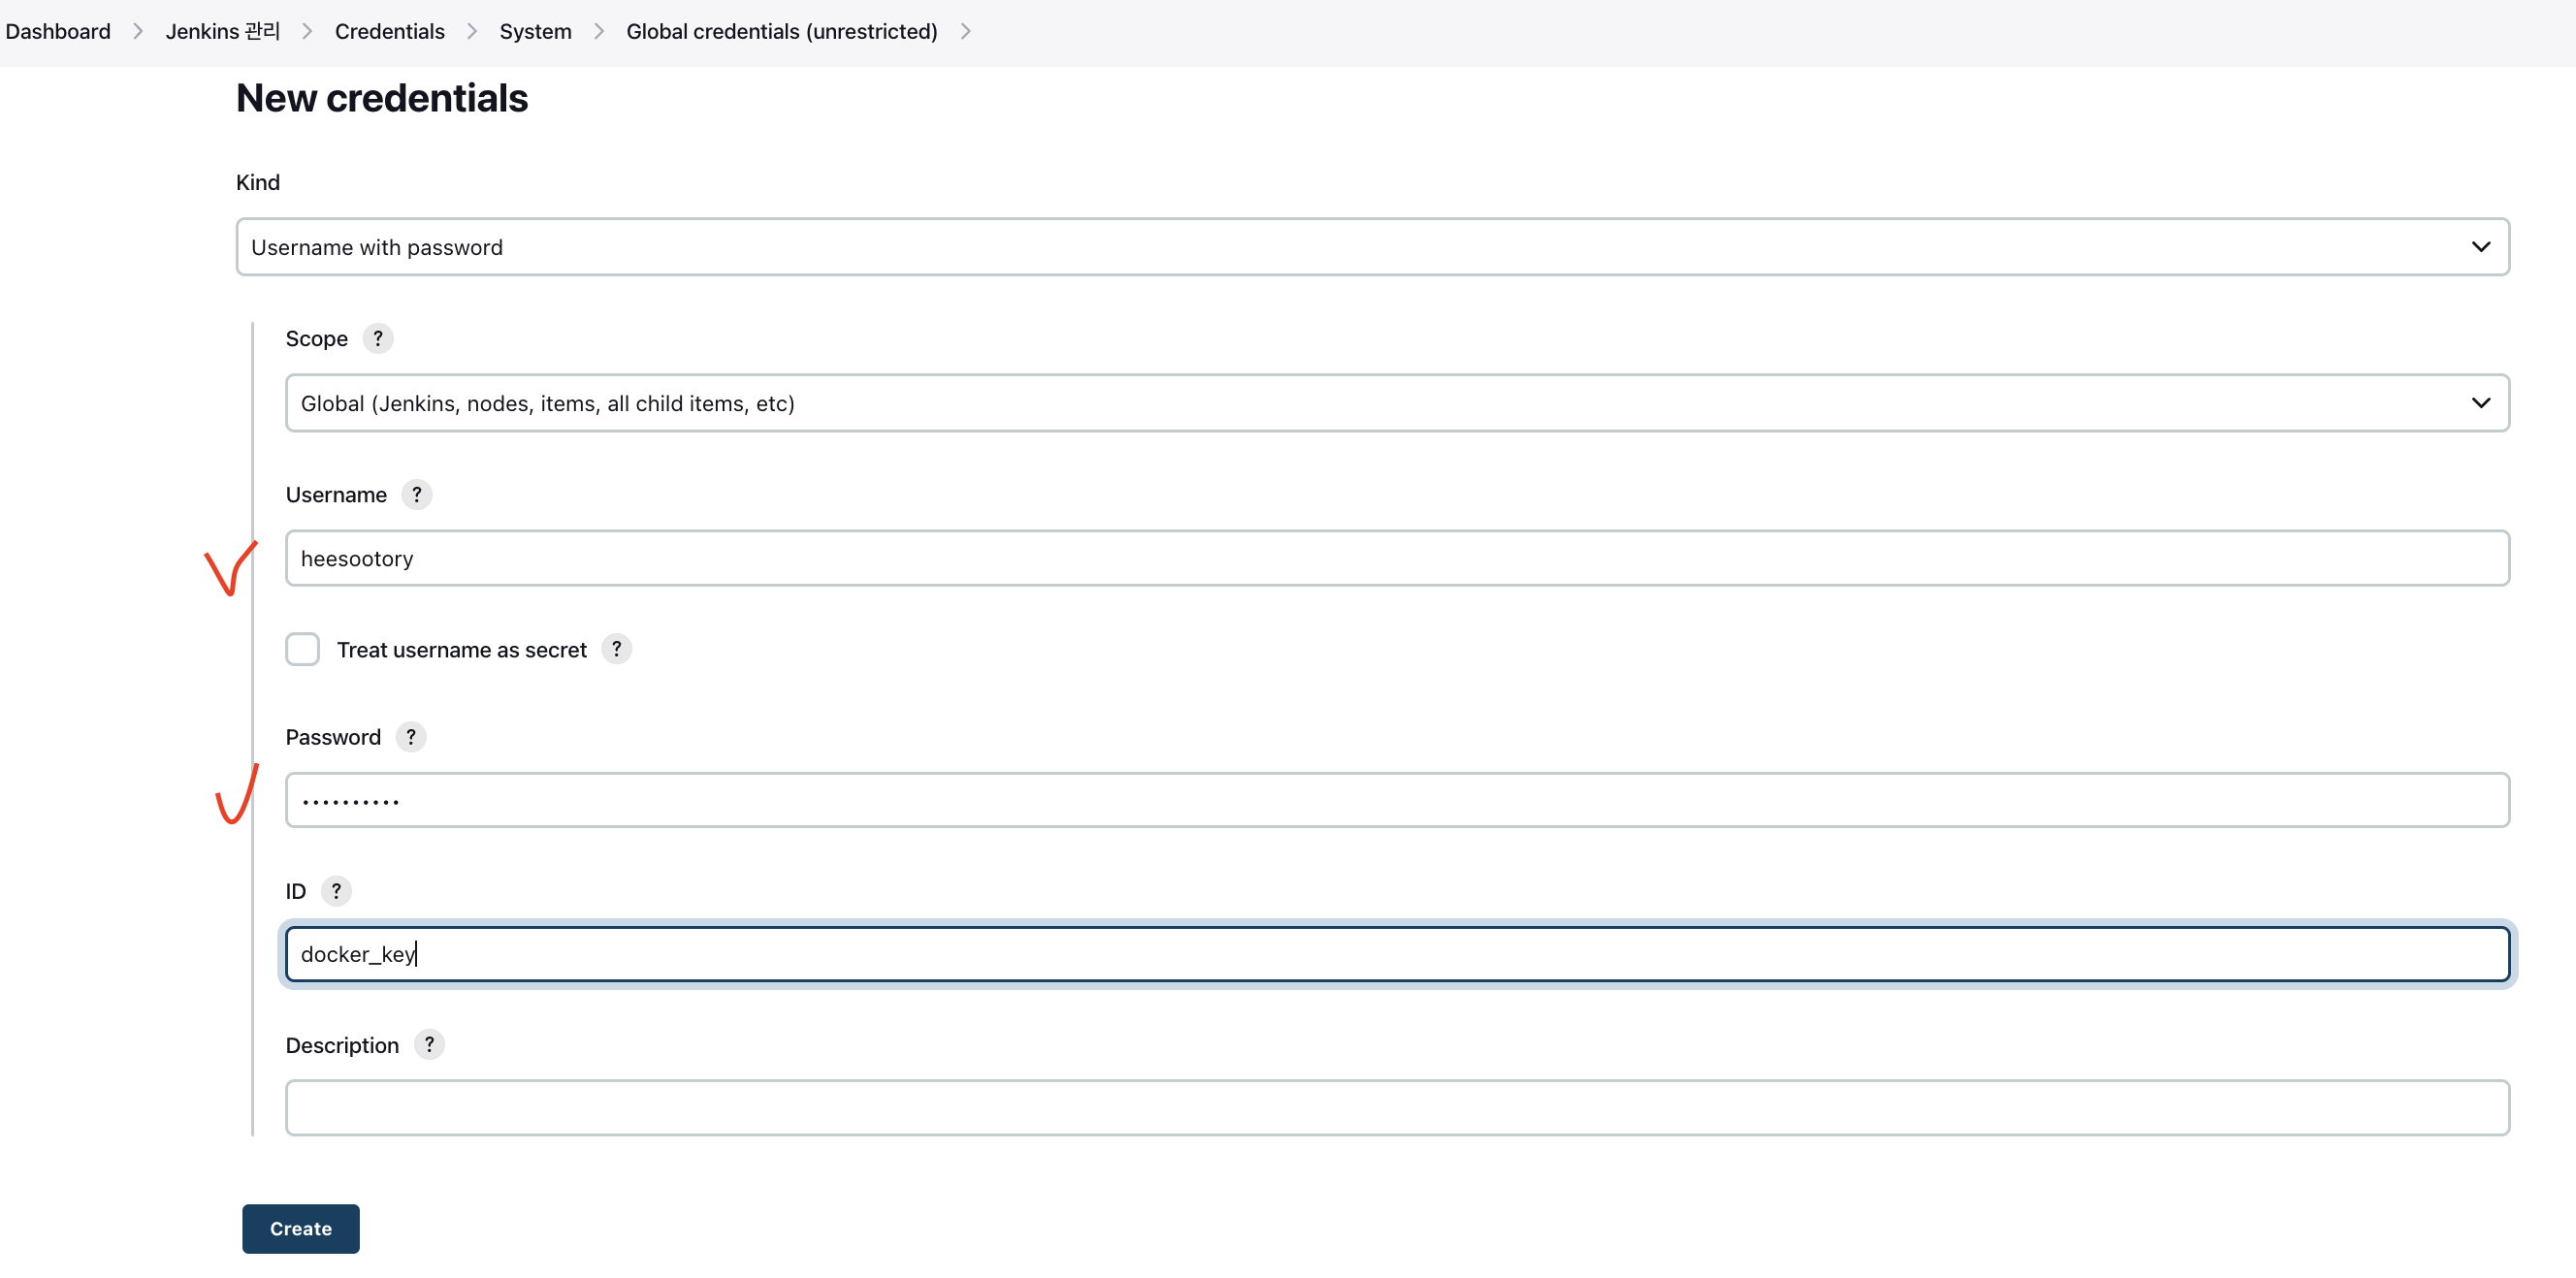 Dashboard > Jenkins 관리 > Credentials > System > Global credentials (unrestricted) >
New credentials
Kind
Username with password
Scope ?
Global (Jenkins, nodes, items, all child items, etc)
Username ?
heesootory
Treat username as secret ?
Password ?
··········
ID ?
docker_key
Description ?
Create